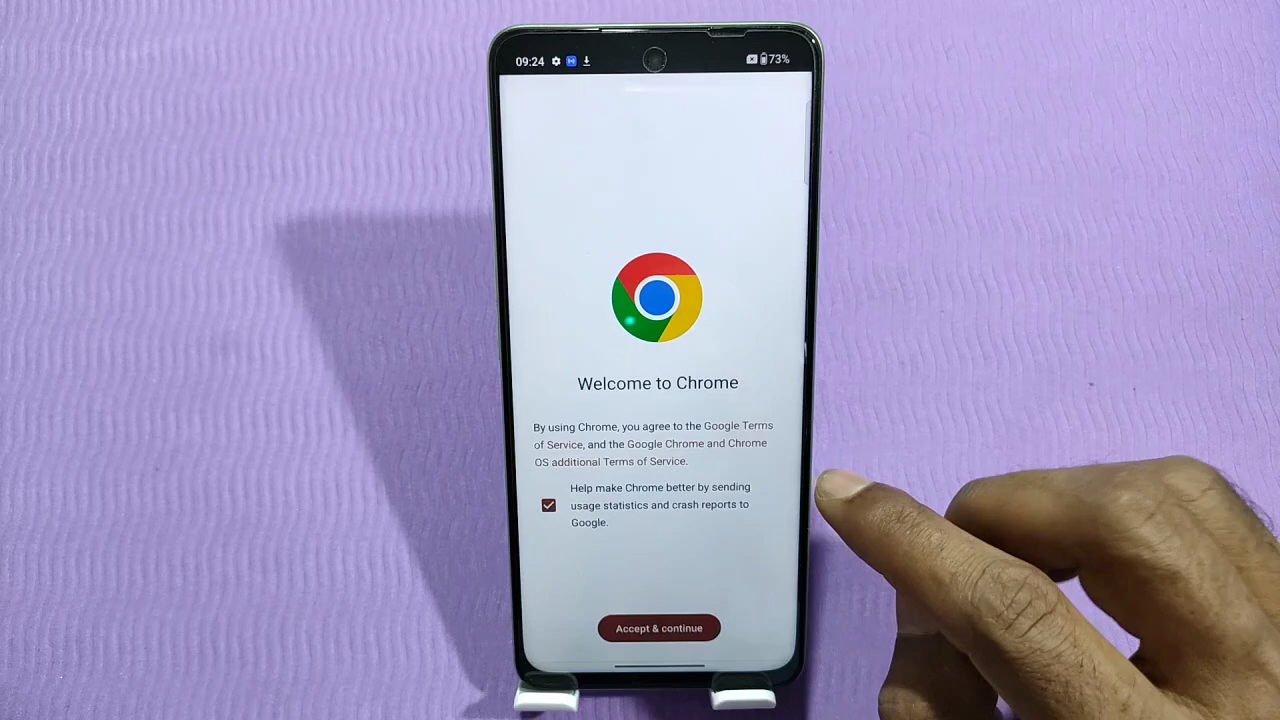 09:24
73%
Welcome to Chrome
By using Chrome, you agree to the Google Terms
of Service, and the Google Chrome and Chrome
OS additional Terms of Service.
Help make Chrome better by sending
usage statistics and crash reports to
Google.
Accept & continue